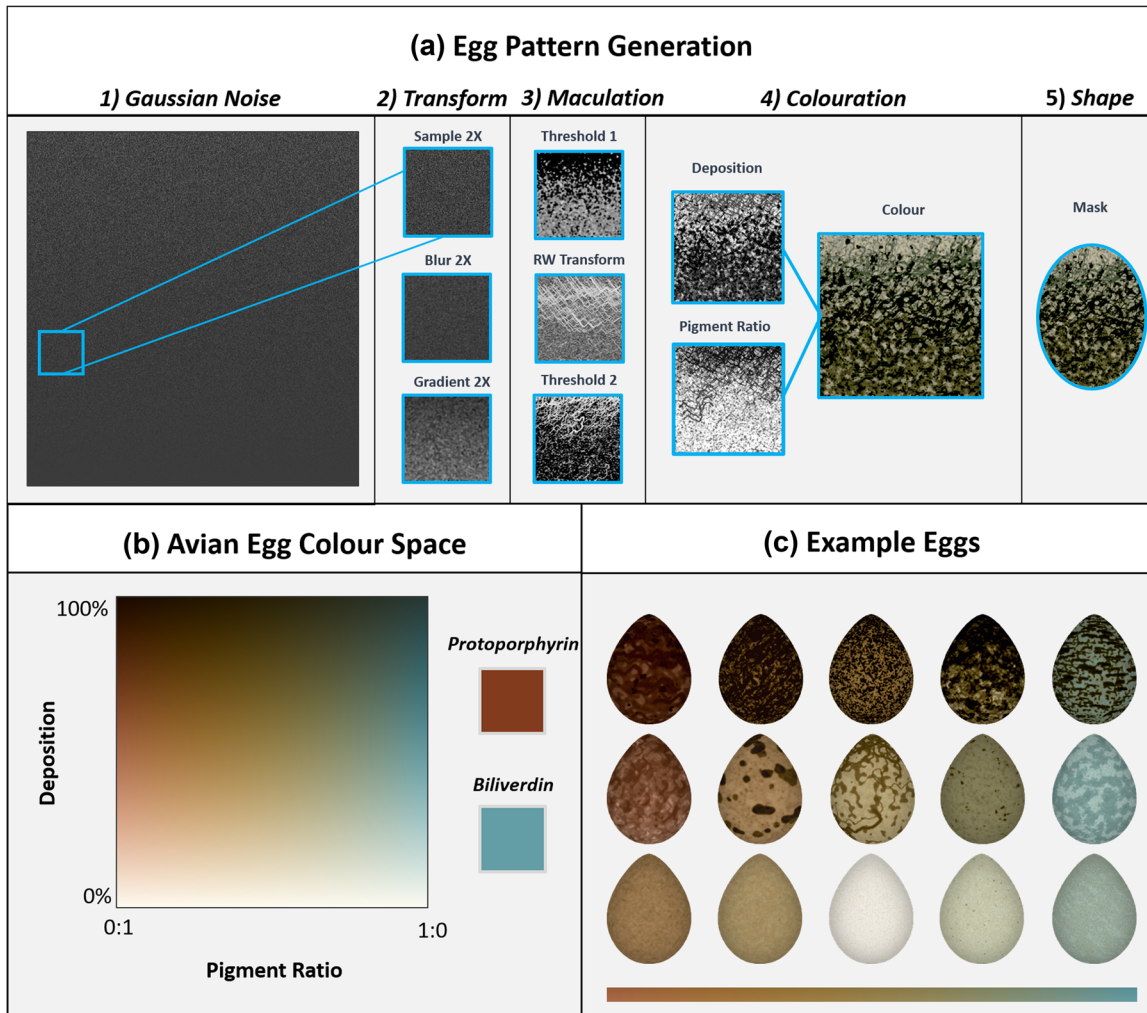 (a) Egg Pattern Generation
1) Gaussian Noise
2) Transform
3) Maculation
4) Colouration
5) Shape
Sample 2X
Blur 2X
Gradient 2X
Threshold 1
RW Transform
Threshold 2
Deposition
Pigment Ratio
Colour
Mask
(b) Avian Egg Colour Space
100%
Deposition
0%
0:1
1:0
Pigment Ratio
Protoporphyrin
Biliverdin
(c) Example Eggs